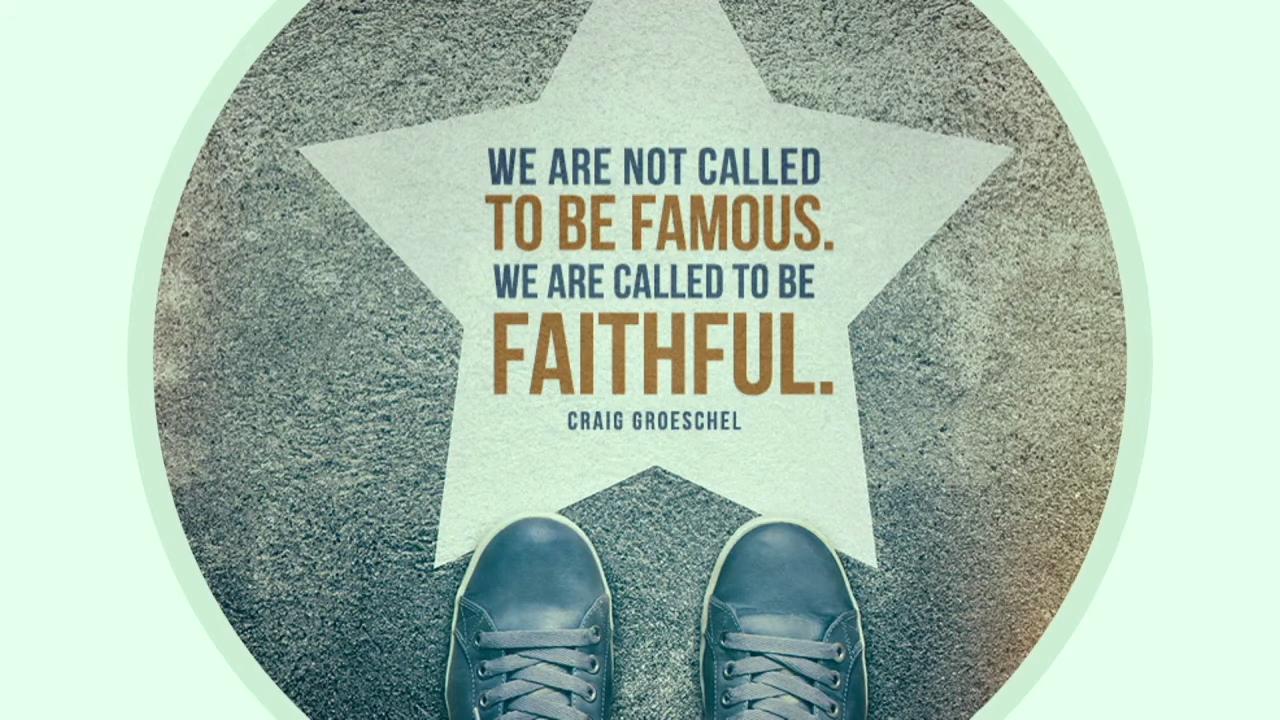 WE ARE NOT CALLED
TO BE FAMOUS.
WE ARE CALLED TO BE
FAITHFUL.
CRAIG GROESCHEL